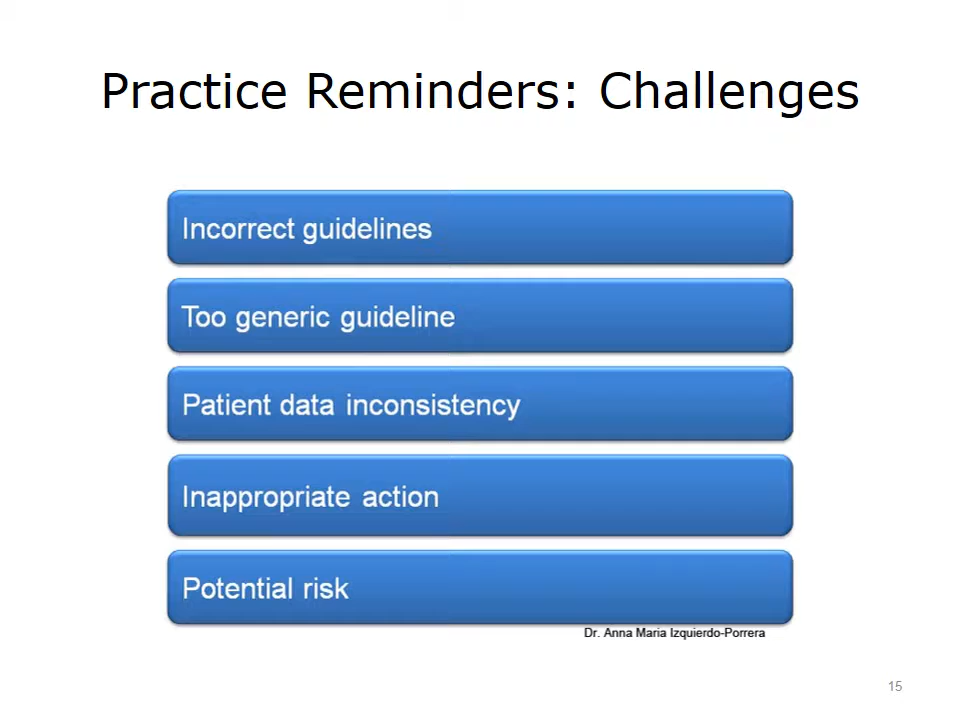 Practice Reminders: Challenges
Incorrect guidelines
Too generic guideline
Patient data inconsistency
Inappropriate action
Potential risk
Dr. Anna Maria Izquierdo-Porrera
15